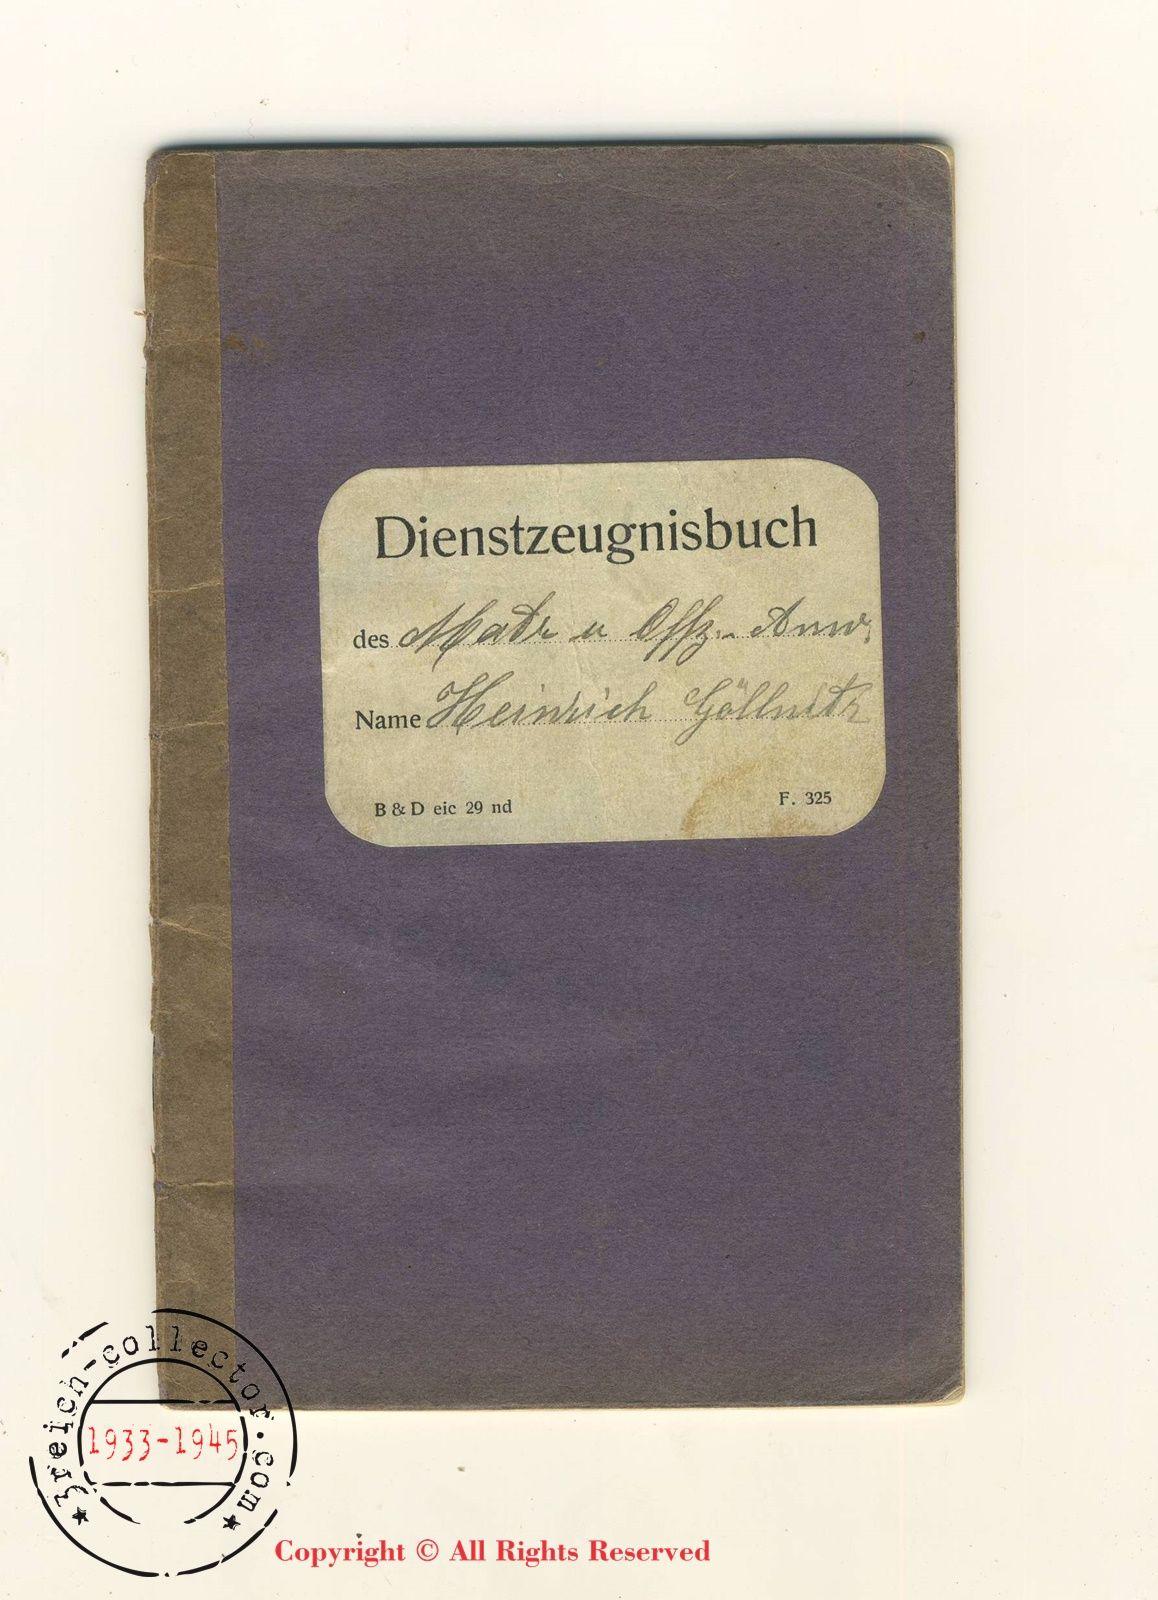 Dienstzeugnisbuch
des Matr u Offz.-Anw.
Name Heinrich Göllnitz
B & D eic 29 nd
F. 325
3reich-collector.com
1933-1945
Copyright © All Rights Reserved